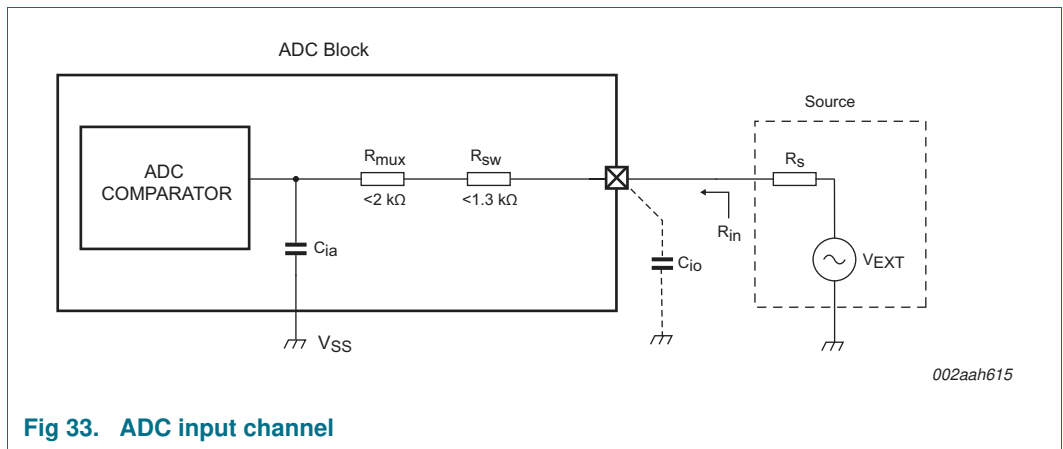 ADC Block
Source
ADC
COMPARATOR
Rmux
<2 kΩ
Rsw
<1.3 kΩ
Rs
Rin
Cia
Cio
VEXT
VSS
002aah615
Fig 33. ADC input channel